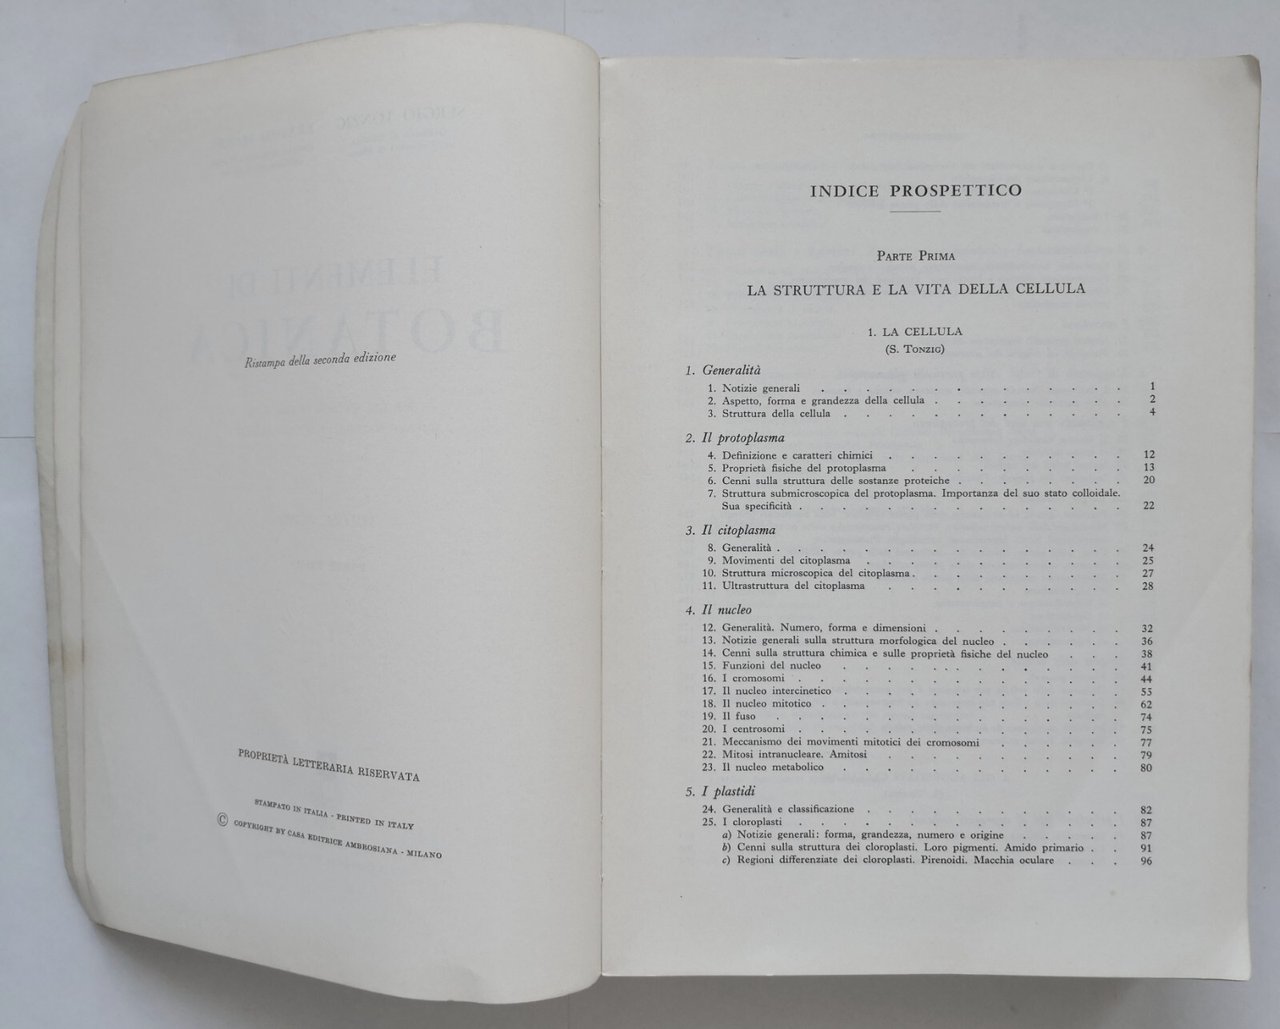 Ristampa della seconda edizione
PROPRIETÀ LETTERARIA RISERVATA
STAMPATO IN ITALIA - PRINTED IN ITALY
© COPYRIGHT BY CASA EDITRICE AMBROSIANA - MILANO
INDICE PROSPETTICO
PARTE PRIMA
LA STRUTTURA E LA VITA DELLA CELLULA
1. LA CELLULA
(S. TONZIG)
1. Generalità
1. Notizie generali . . . . . . . . . . . . . . 1
2. Aspetto, forma e grandezza della cellula . . . . . . . . . 2
3. Struttura della cellula . . . . . . . . . . . . . 4
2. Il protoplasma
4. Definizione e caratteri chimici . . . . . . . . . . . 12
5. Proprietà fisiche del protoplasma . . . . . . . . . . 13
6. Cenni sulla struttura delle sostanze proteiche . . . . . . . . 20
7. Struttura submicroscopica del protoplasma. Importanza del suo stato colloidale.
Sua specificità . . . . . . . . . . . . . . . 22
3. Il citoplasma
8. Generalità . . . . . . . . . . . . . . . . 24
9. Movimenti del citoplasma . . . . . . . . . . . . 25
10. Struttura microscopica del citoplasma . . . . . . . . . . 27
11. Ultrastruttura del citoplasma . . . . . . . . . . . 28
4. Il nucleo
12. Generalità. Numero, forma e dimensioni . . . . . . . . . 32
13. Notizie generali sulla struttura morfologica del nucleo . . . . . . 36
14. Cenni sulla struttura chimica e sulle proprietà fisiche del nucleo . . . 38
15. Funzioni del nucleo . . . . . . . . . . . . . 41
16. I cromosomi . . . . . . . . . . . . . . . 44
17. Il nucleo intercinetico . . . . . . . . . . . . . 55
18. Il nucleo mitotico . . . . . . . . . . . . . . 62
19. Il fuso . . . . . . . . . . . . . . . . 74
20. I centrosomi . . . . . . . . . . . . . . . 75
21. Meccanismo dei movimenti mitotici dei cromosomi . . . . . . . 77
22. Mitosi intranucleare. Amitosi . . . . . . . . . . . 79
23. Il nucleo metabolico . . . . . . . . . . . . . 80
5. I plastidi
24. Generalità e classificazione . . . . . . . . . . . . 82
25. I cloroplasti . . . . . . . . . . . . . . . 87
a) Notizie generali: forma, grandezza, numero e origine . . . . . 87
b) Cenni sulla struttura dei cloroplasti. Loro pigmenti. Amido primario . . 91
c) Regioni differenziate dei cloroplasti. Pirenoidi. Macchia oculare . . . 96